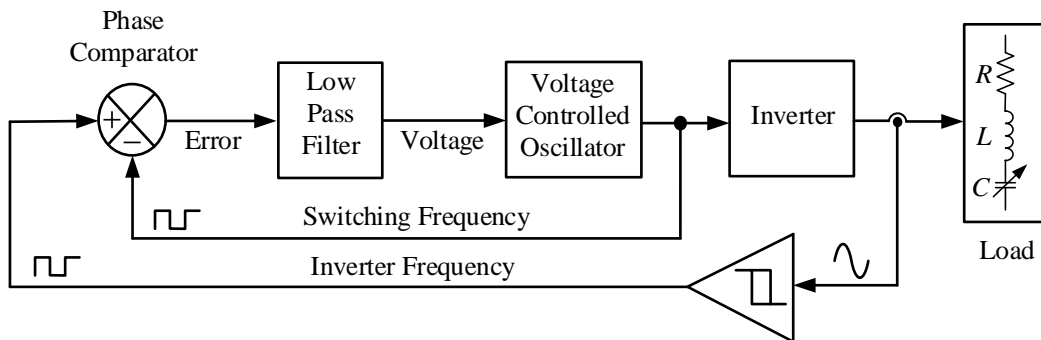 Phase
Comparator
+
−
Error
Low
Pass
Filter
Voltage
Voltage
Controlled
Oscillator
Inverter
R
L
C
Load
Switching Frequency
Inverter Frequency